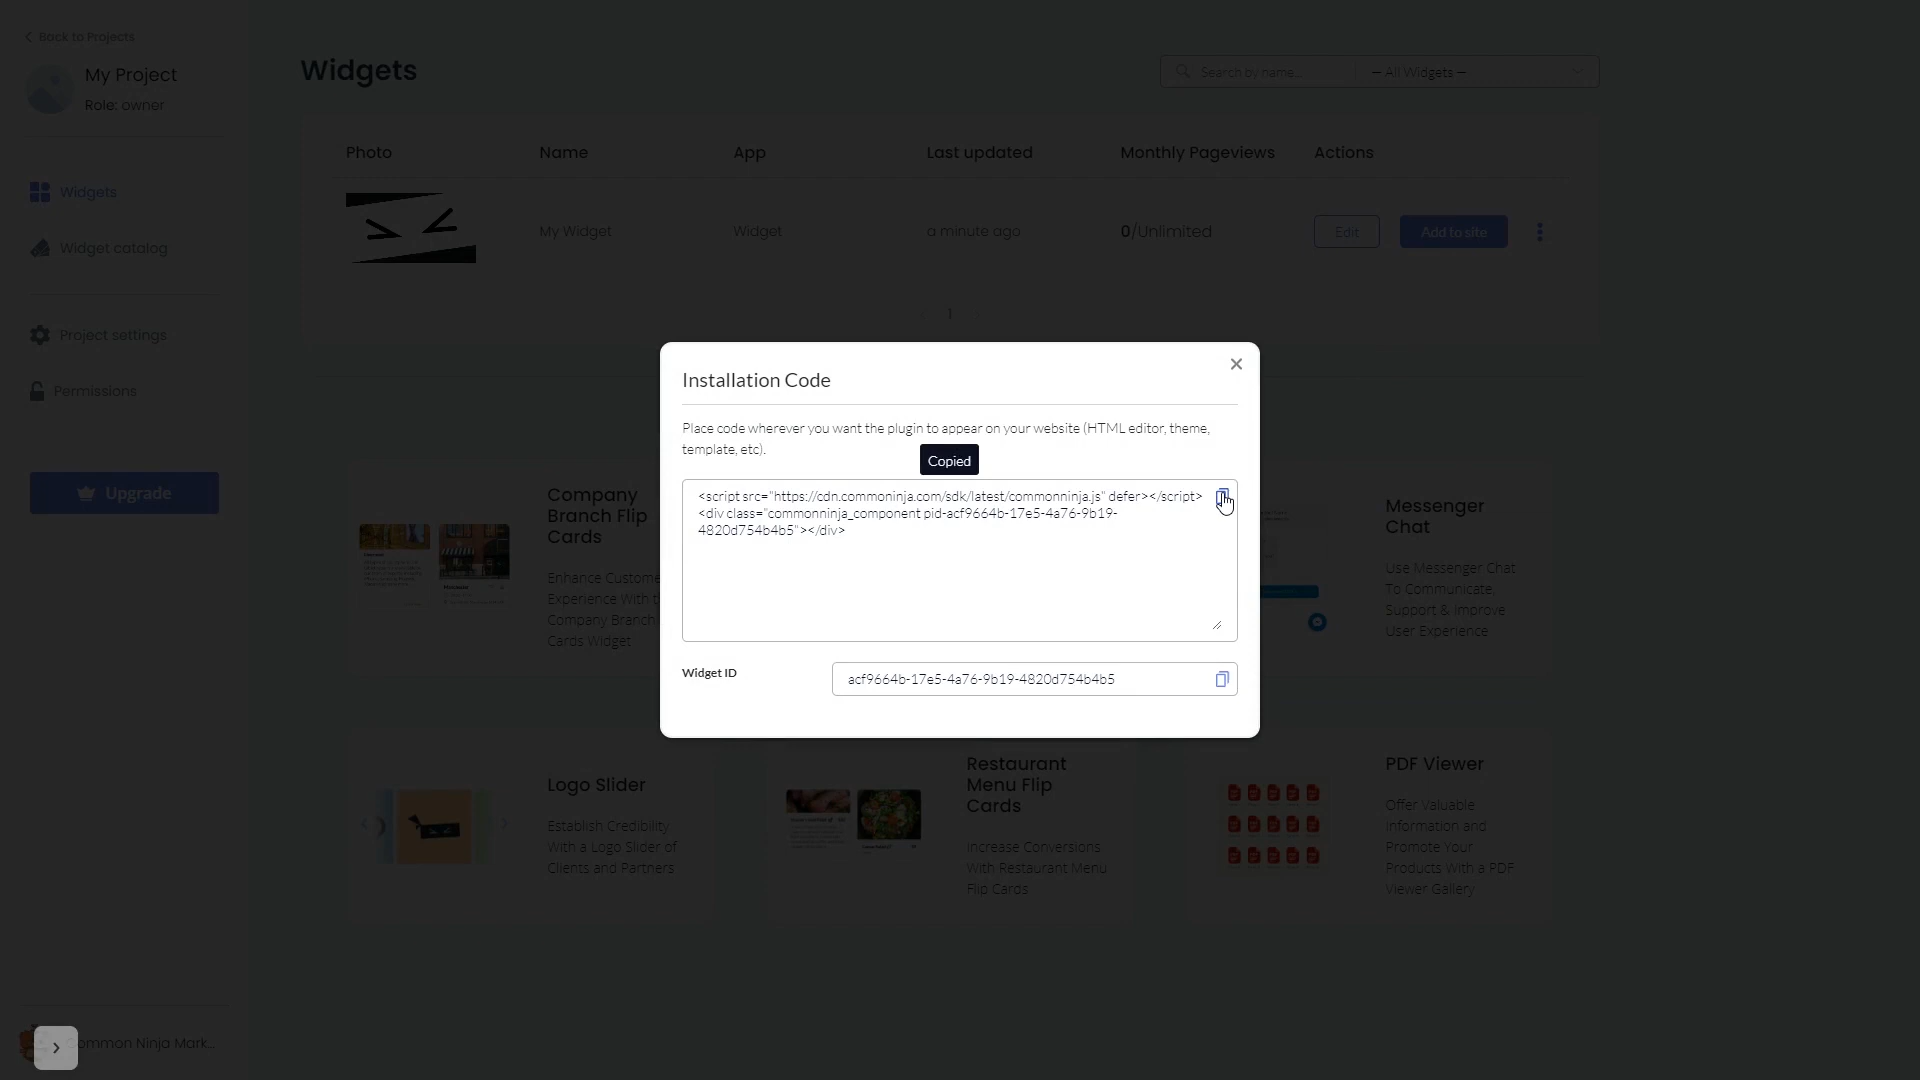 Back to Projects
My Project
Role: owner
Widgets
Widget catalog
Project settings
Permissions
Upgrade
Common Ninja Mark...
Widgets
Search by name...
— All Widgets —
Photo
Name
App
Last updated
Monthly Pageviews
Actions
My Widget
Widget
a minute ago
0/Unlimited
Edit
Add to site
1
Installation Code
Place code wherever you want the plugin to appear on your website (HTML editor, theme,
template, etc).
Copied
<script src="https://cdn.commoninja.com/sdk/latest/commonninja.js" defer></script>
<div class="commonninja_component pid-acf9664b-17e5-4a76-9b19-
4820d754b4b5"></div>
Widget ID
acf9664b-17e5-4a76-9b19-4820d754b4b5
Company
Branch Flip
Cards
Enhance Custome
Experience With t
Company Branch
Cards Widget
Messenger
Chat
Use Messenger Chat
To Communicate,
Support & Improve
User Experience
Logo Slider
Establish Credibility
With a Logo Slider of
Clients and Partners
Restaurant
Menu Flip
Cards
Increase Conversions
With Restaurant Menu
Flip Cards
PDF Viewer
Offer Valuable
Information and
Promote Your
Products With a PDF
Viewer Gallery